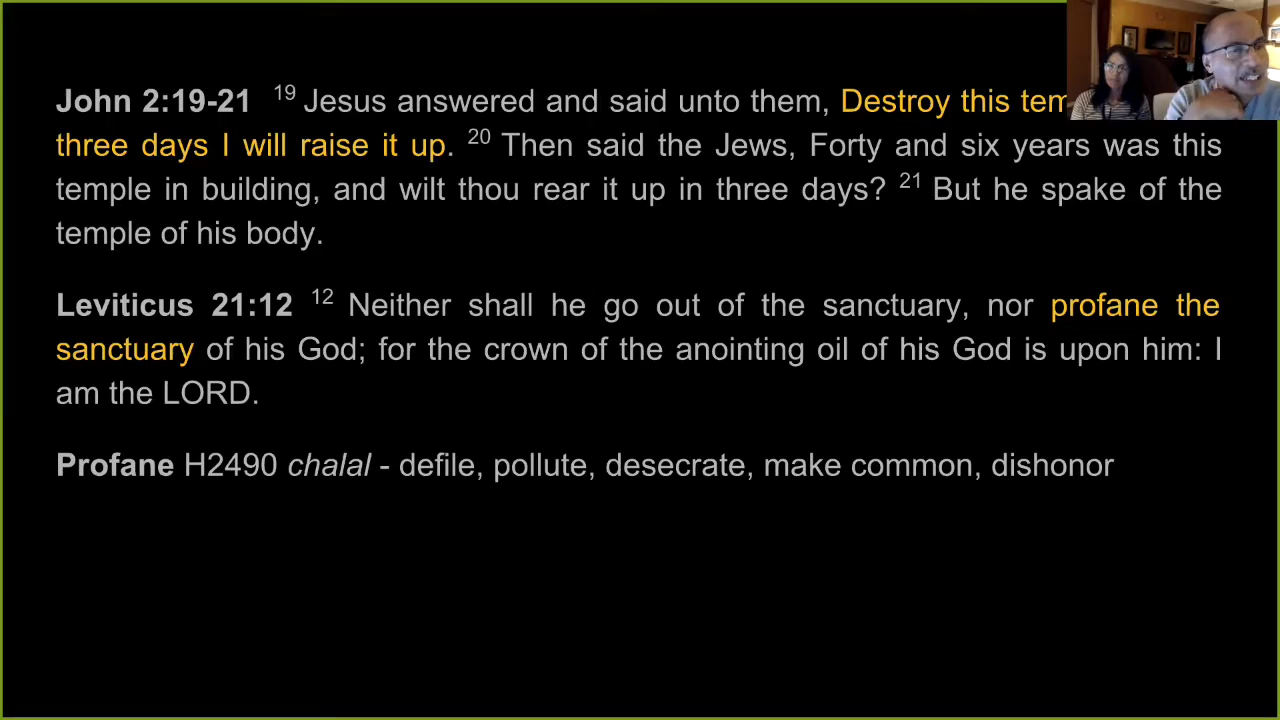 John 2:19-21 19 Jesus answered and said unto them, Destroy this
three days I will raise it up. 20 Then said the Jews, Forty and six years was this
temple in building, and wilt thou rear it up in three days? 21 But he spake of the
temple of his body.
Leviticus 21:12 12 Neither shall he go out of the sanctuary, nor profane the
sanctuary of his God; for the crown of the anointing oil of his God is upon him: I
am the LORD.
Profane H2490 chalal - defile, pollute, desecrate, make common, dishonor